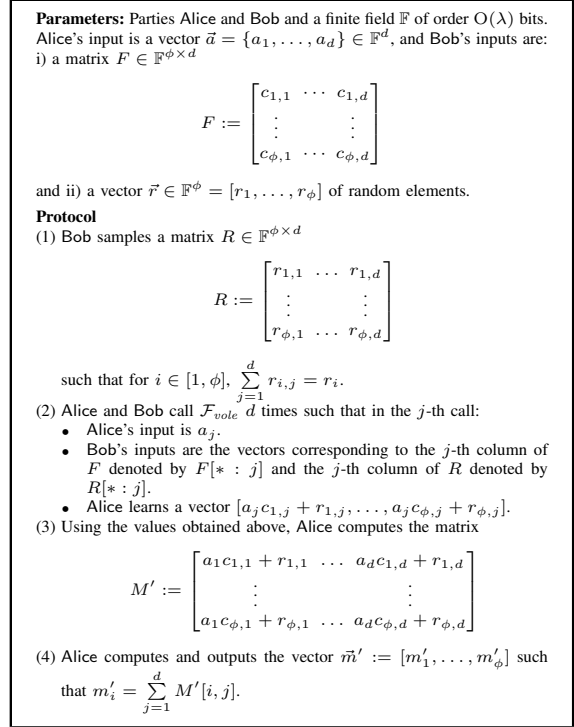 Parameters: Parties Alice and Bob and a finite field 𝔽 of order O(λ) bits.
Alice's input is a vector a⃗ = {a₁, . . . , a_d} ∈ 𝔽^d, and Bob's inputs are:
i) a matrix F ∈ 𝔽^{ϕ×d}
F := [c_{1,1} ⋯ c_{1,d}
⋮ ⋮
c_{ϕ,1} ⋯ c_{ϕ,d}]
and ii) a vector r⃗ ∈ 𝔽^ϕ = [r₁, . . . , r_ϕ] of random elements.
Protocol
(1) Bob samples a matrix R ∈ 𝔽^{ϕ×d}
R := [r_{1,1} . . . r_{1,d}
⋮ ⋮
r_{ϕ,1} . . . r_{ϕ,d}]
such that for i ∈ [1, ϕ], ∑_{j=1}^{d} r_{i,j} = r_i.
(2) Alice and Bob call ℱ_{vole} d times such that in the j-th call:
• Alice's input is a_j.
• Bob's inputs are the vectors corresponding to the j-th column of
F denoted by F[∗ : j] and the j-th column of R denoted by
R[∗ : j].
• Alice learns a vector [a_j c_{1,j} + r_{1,j}, . . . , a_j c_{ϕ,j} + r_{ϕ,j}].
(3) Using the values obtained above, Alice computes the matrix
M′ := [a₁c_{1,1} + r_{1,1} . . . a_d c_{1,d} + r_{1,d}
⋮ ⋮
a₁c_{ϕ,1} + r_{ϕ,1} . . . a_d c_{ϕ,d} + r_{ϕ,d}]
(4) Alice computes and outputs the vector m⃗′ := [m′₁, . . . , m′_ϕ] such
that m′_i = ∑_{j=1}^{d} M′[i, j].